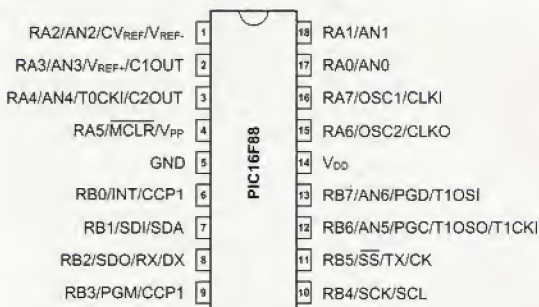 RA2/AN2/CVREF/VREF- 1
RA3/AN3/VREF+/C1OUT 2
RA4/AN4/T0CKI/C2OUT 3
RA5/MCLR/VPP 4
GND 5
RB0/INT/CCP1 6
RB1/SDI/SDA 7
RB2/SDO/RX/DX 8
RB3/PGM/CCP1 9
PIC16F88
18 RA1/AN1
17 RA0/AN0
16 RA7/OSC1/CLKI
15 RA6/OSC2/CLKO
14 VDD
13 RB7/AN6/PGD/T1OSI
12 RB6/AN5/PGC/T1OSO/T1CKI
11 RB5/SS/TX/CK
10 RB4/SCK/SCL